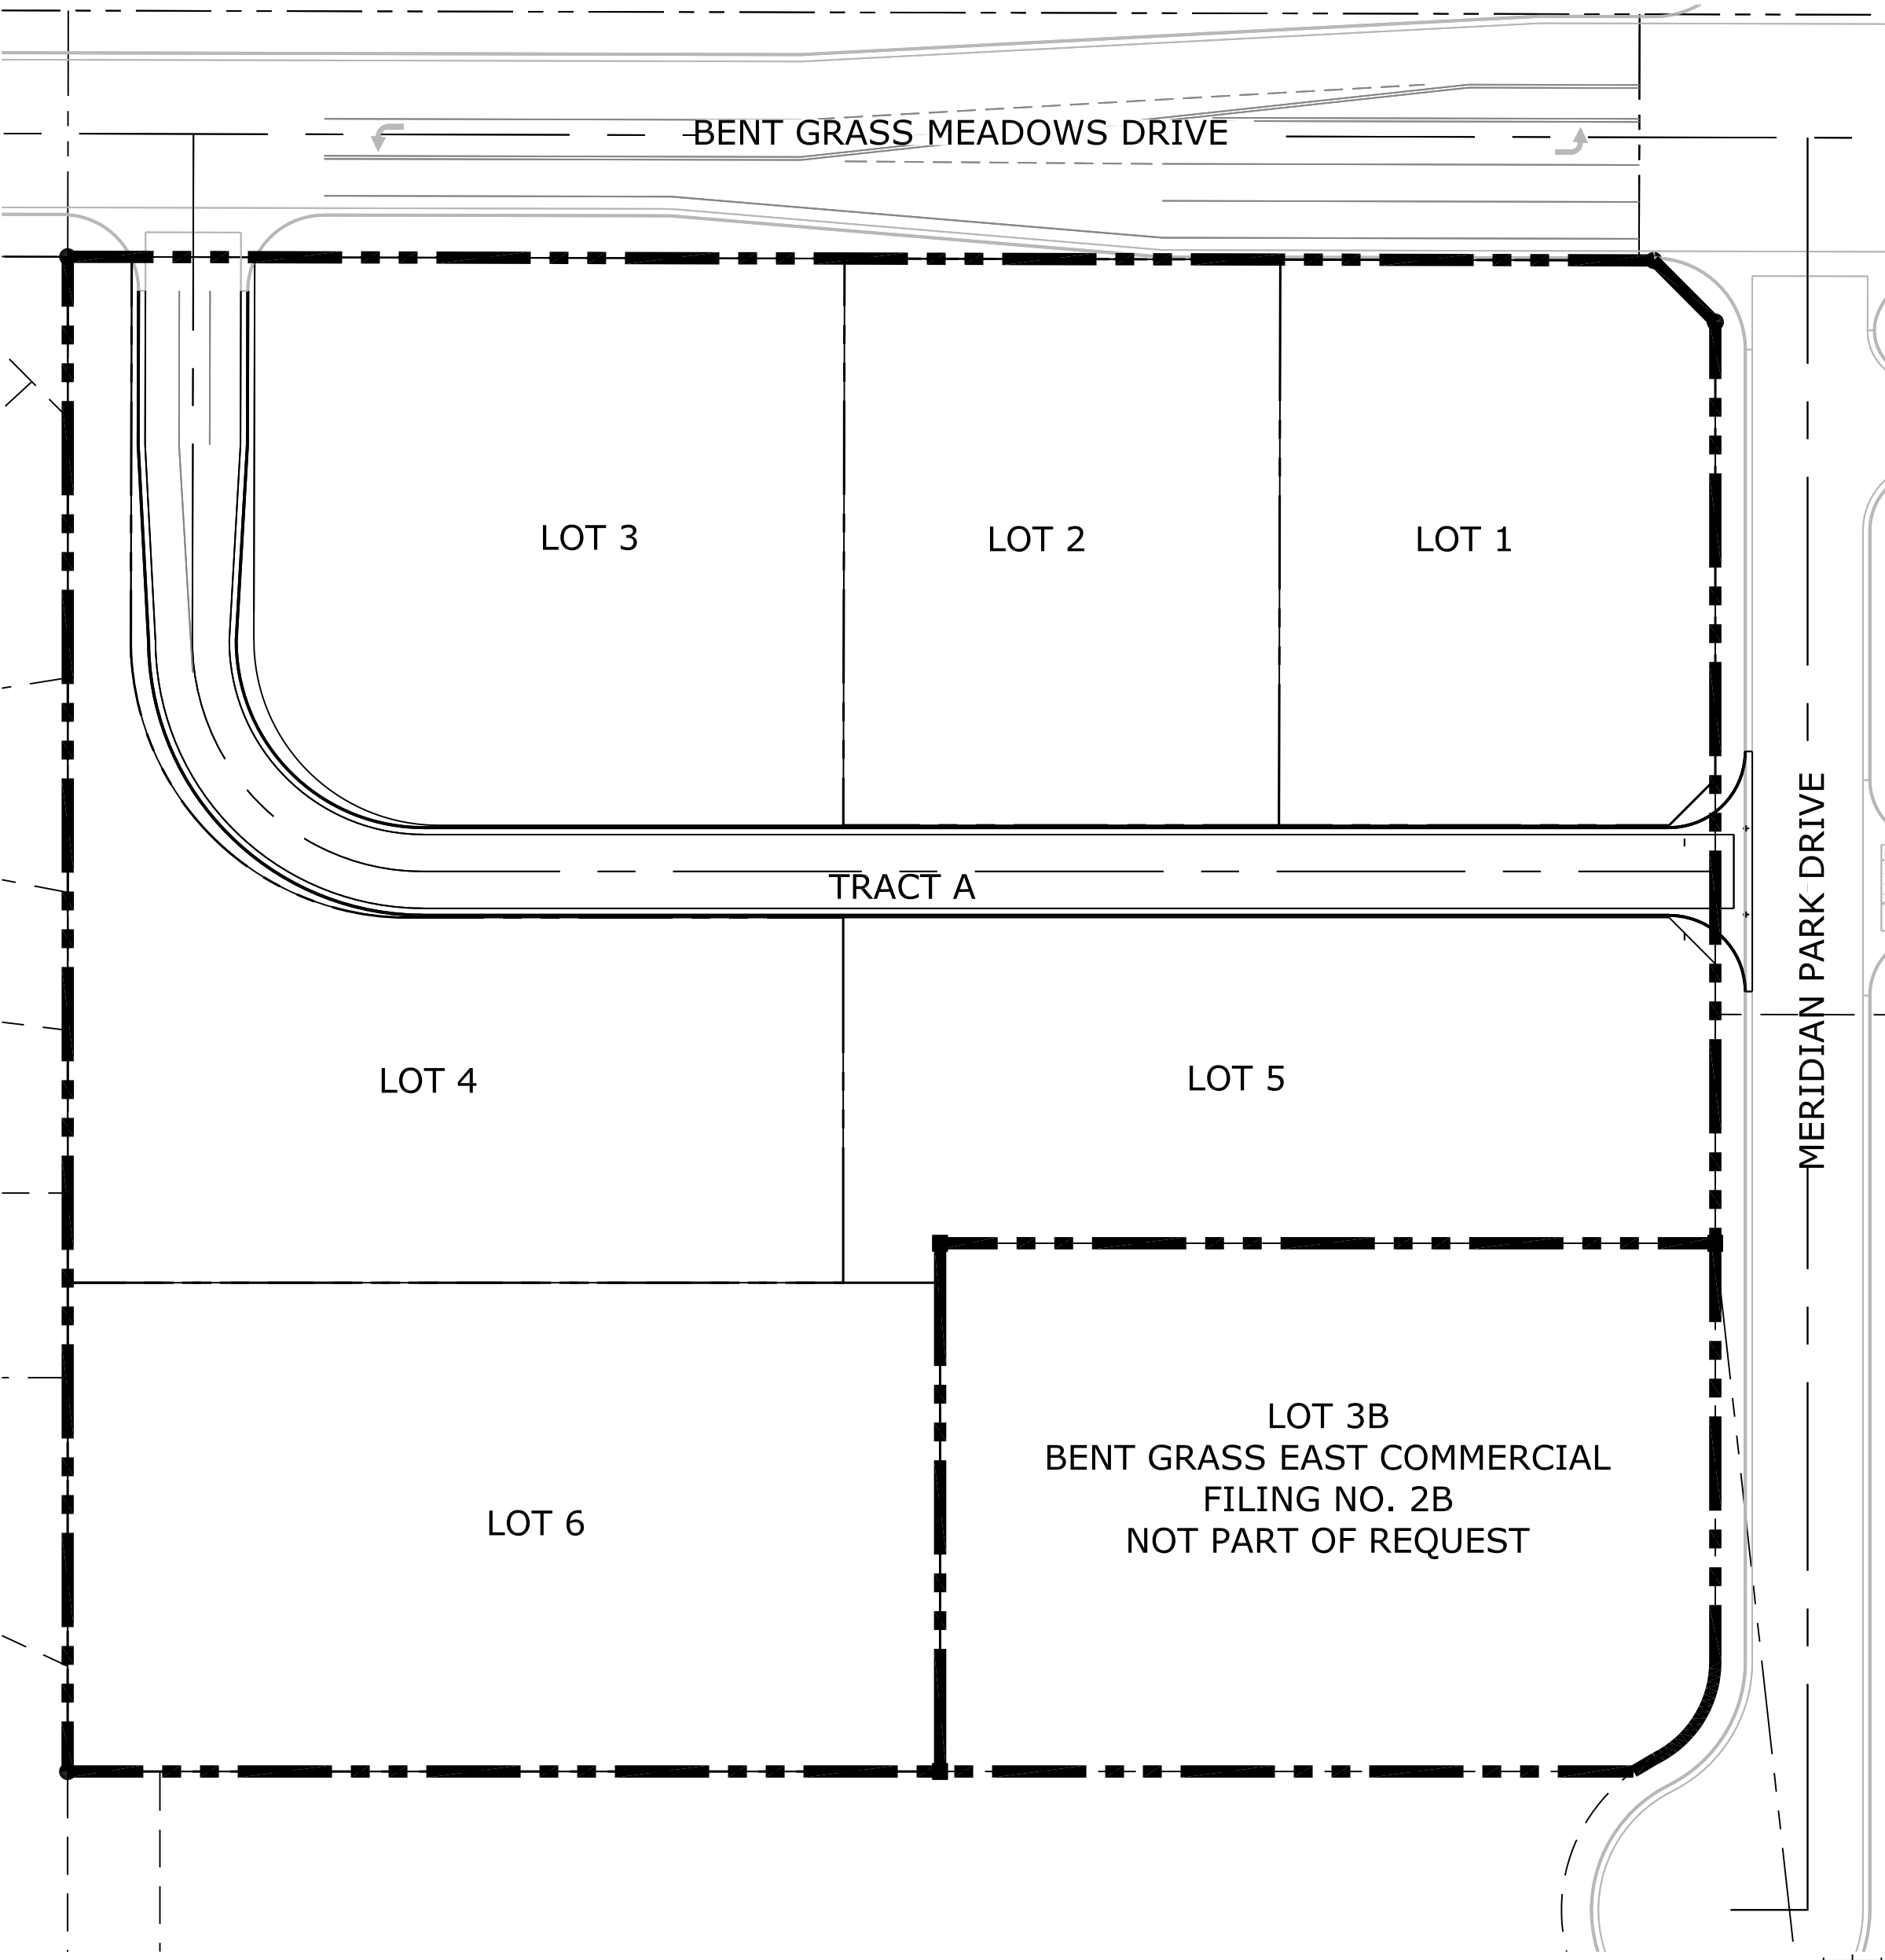 BENT GRASS MEADOWS DRIVE
LOT 3
LOT 2
LOT 1
TRACT A
MERIDIAN PARK DRIVE
LOT 4
LOT 5
LOT 3B
BENT GRASS EAST COMMERCIAL
FILING NO. 2B
NOT PART OF REQUEST
LOT 6